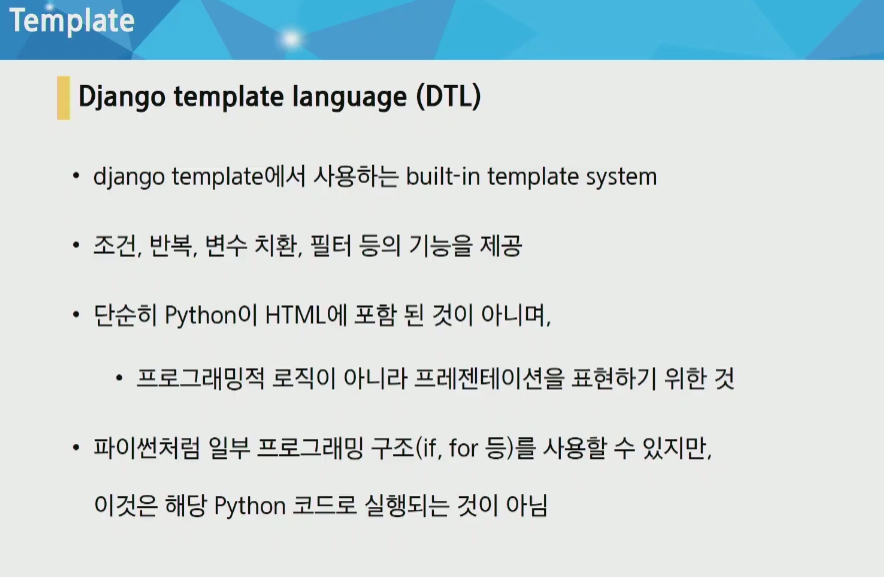 Template
Django template language (DTL)
• django template에서 사용하는 built-in template system
• 조건, 반복, 변수 치환, 필터 등의 기능을 제공
• 단순히 Python이 HTML에 포함 된 것이 아니며,
• 프로그래밍적 로직이 아니라 프레젠테이션을 표현하기 위한 것
• 파이썬처럼 일부 프로그래밍 구조(if, for 등)를 사용할 수 있지만,
이것은 해당 Python 코드로 실행되는 것이 아님